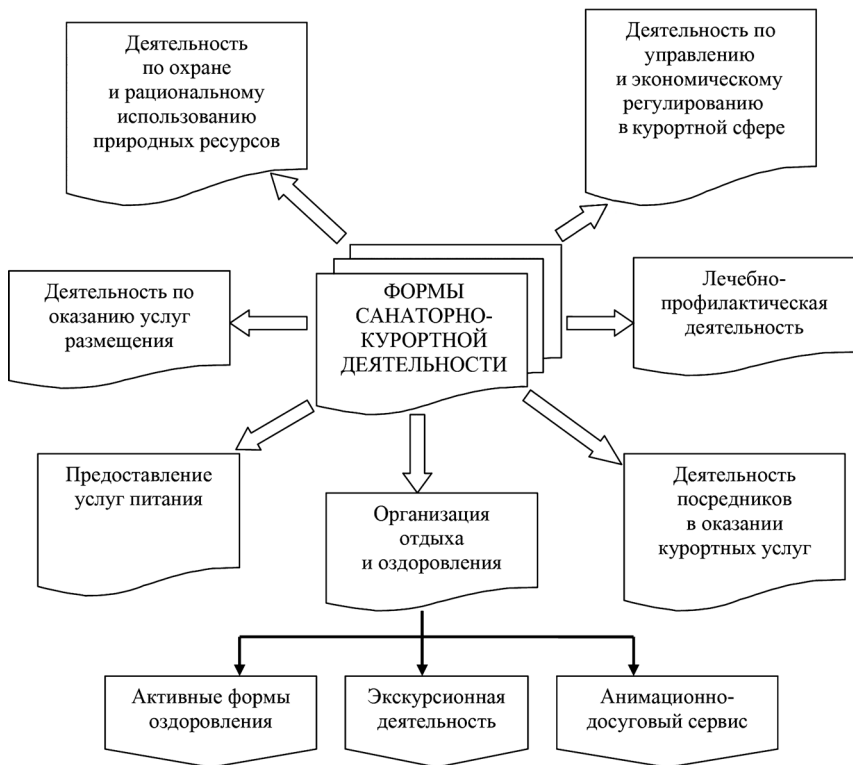 Деятельность
по охране
и рациональному
использованию
природных ресурсов
Деятельность по
управлению
и экономическому
регулированию
в курортной сфере
Деятельность по
оказанию услуг
размещения
ФОРМЫ
САНАТОРНО-
КУРОРТНОЙ
ДЕЯТЕЛЬНОСТИ
Лечебно-
профилактическая
деятельность
Предоставление
услуг питания
Организация
отдыха
и оздоровления
Деятельность
посредников
в оказании
курортных услуг
Активные формы
оздоровления
Экскурсионная
деятельность
Анимационно-
досуговый сервис